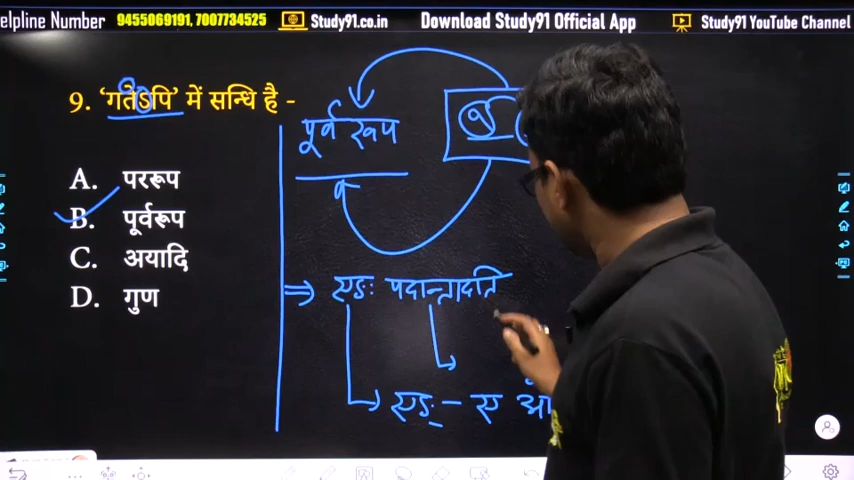 elpline Number 9455069191, 7007734525 Study91.co.in Download Study91 Official App Study91 YouTube Channel
9. ‘गतेऽपि’ में सन्धि है -
A. पररूप
B. पूर्वरूप
C. अयादि
D. गुण
पूर्व रूप
⇒ एङः पदान्तादति
एङ् - ए ओ